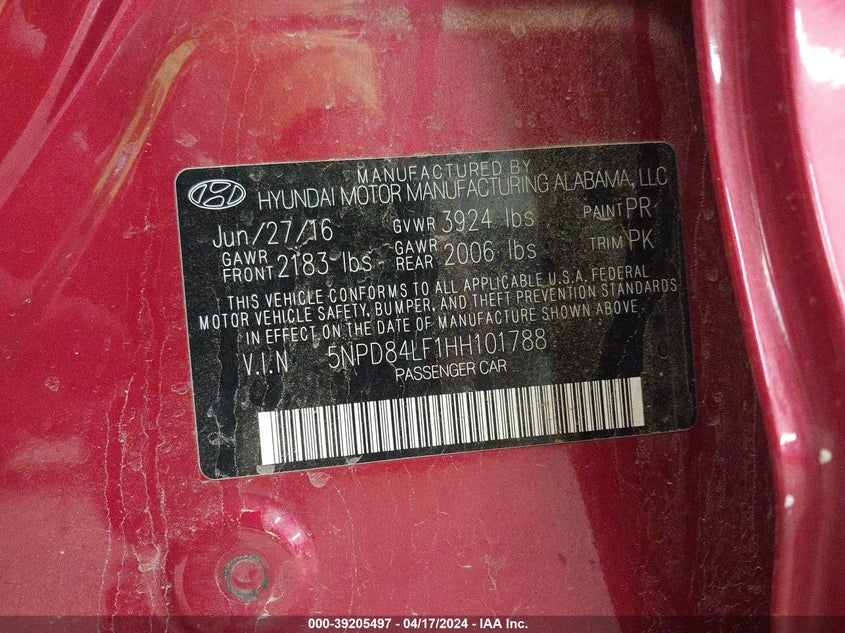 MANUFACTURED BY
HYUNDAI MOTOR MANUFACTURING ALABAMA, LLC
Jun/27/16 GVWR 3924 lbs PAINT PR
GAWR FRONT 2183 lbs GAWR REAR 2006 lbs TRIM PK
THIS VEHICLE CONFORMS TO ALL APPLICABLE U.S.A. FEDERAL
MOTOR VEHICLE SAFETY, BUMPER, AND THEFT PREVENTION STANDARDS
IN EFFECT ON THE DATE OF MANUFACTURE SHOWN ABOVE.
V.I.N 5NPD84LF1HH101788 0
PASSENGER CAR
000-39205497 - 04/17/2024 - IAA Inc.